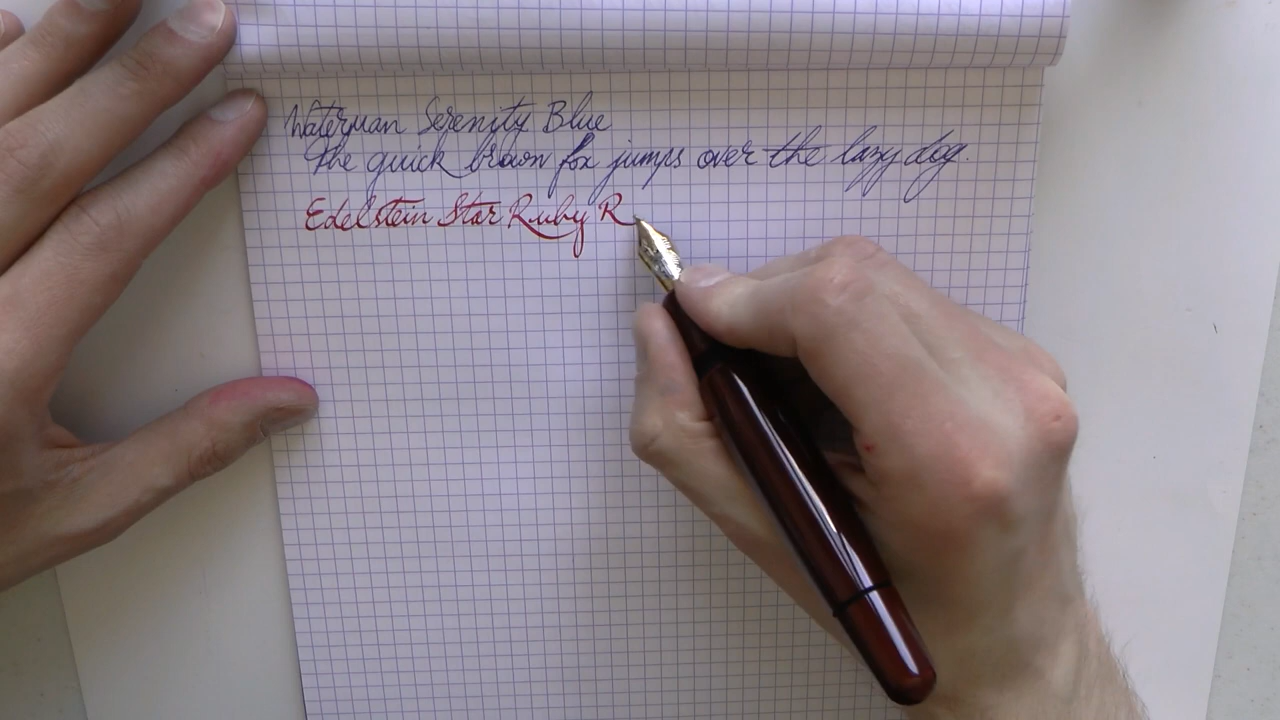 Waterman Serenity Blue
The quick brown fox jumps over the lazy dog.
Edelstein Star Ruby R